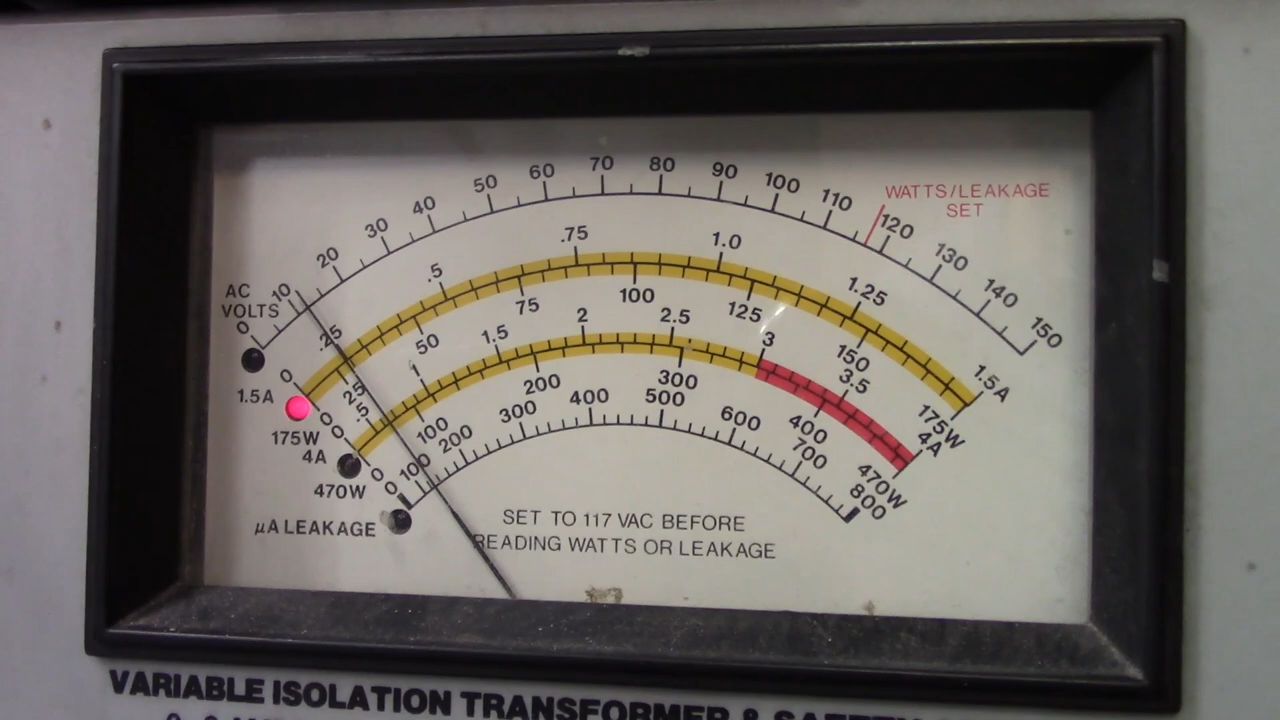 WATTS/LEAKAGE
SET
AC
VOLTS
0 10 20 30 40 50 60 70 80 90 100 110 120 130 140 150
0 .25 .5 .75 1.0 1.25 1.5A
1.5A
0 25 50 75 100 125 150 175W
175W
0 .5 1 1.5 2 2.5 3 3.5 4A
4A
0 100 200 300 400 470W
470W
0 100 200 300 400 500 600 700 800
µA LEAKAGE
SET TO 117 VAC BEFORE
READING WATTS OR LEAKAGE
VARIABLE ISOLATION TRANSFORMER &